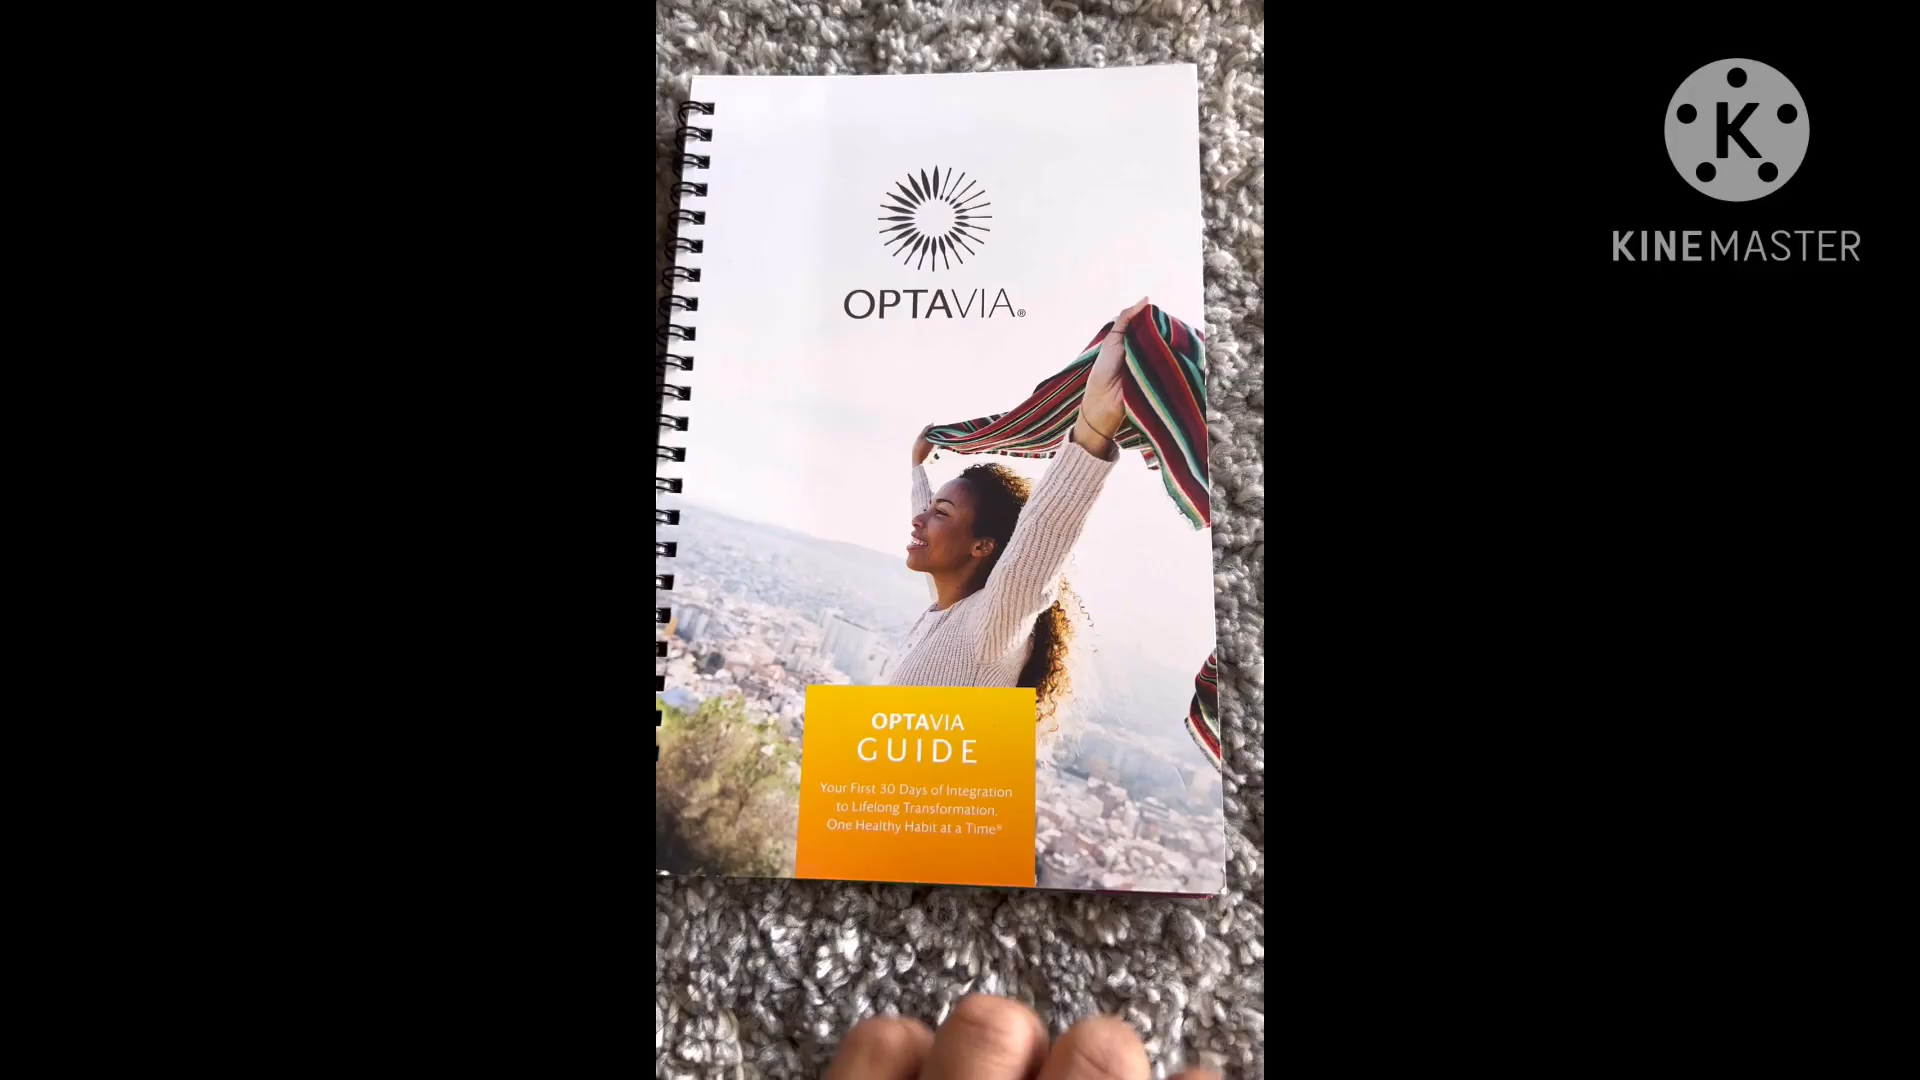 OPTAVIA®
OPTAVIA
GUIDE
Your First 30 Days of Integration
to Lifelong Transformation,
One Healthy Habit at a Time®
K
KINEMASTER